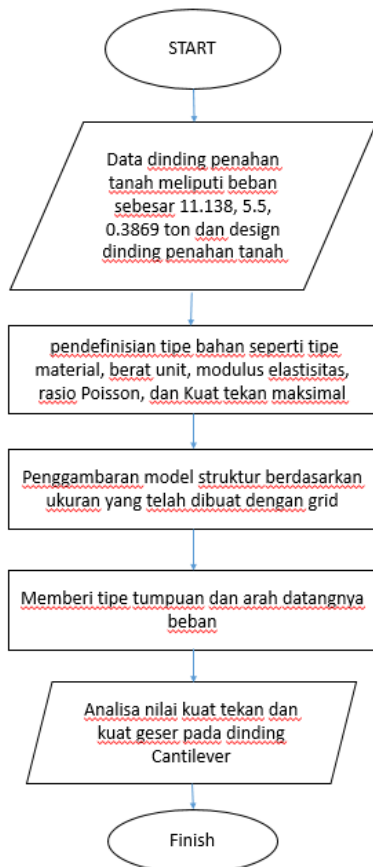 START
Data dinding penahan
tanah meliputi beban
sebesar 11.138, 5.5,
0.3869 ton dan design
dinding penahan tanah
pendefinisian tipe bahan seperti tipe
material, berat unit, modulus elastisitas,
rasio Poisson, dan Kuat tekan maksimal
Penggambaran model struktur berdasarkan
ukuran yang telah dibuat dengan grid
Memberi tipe tumpuan dan arah datangnya
beban
Analisa nilai kuat tekan dan
kuat geser pada dinding
Cantilever
Finish